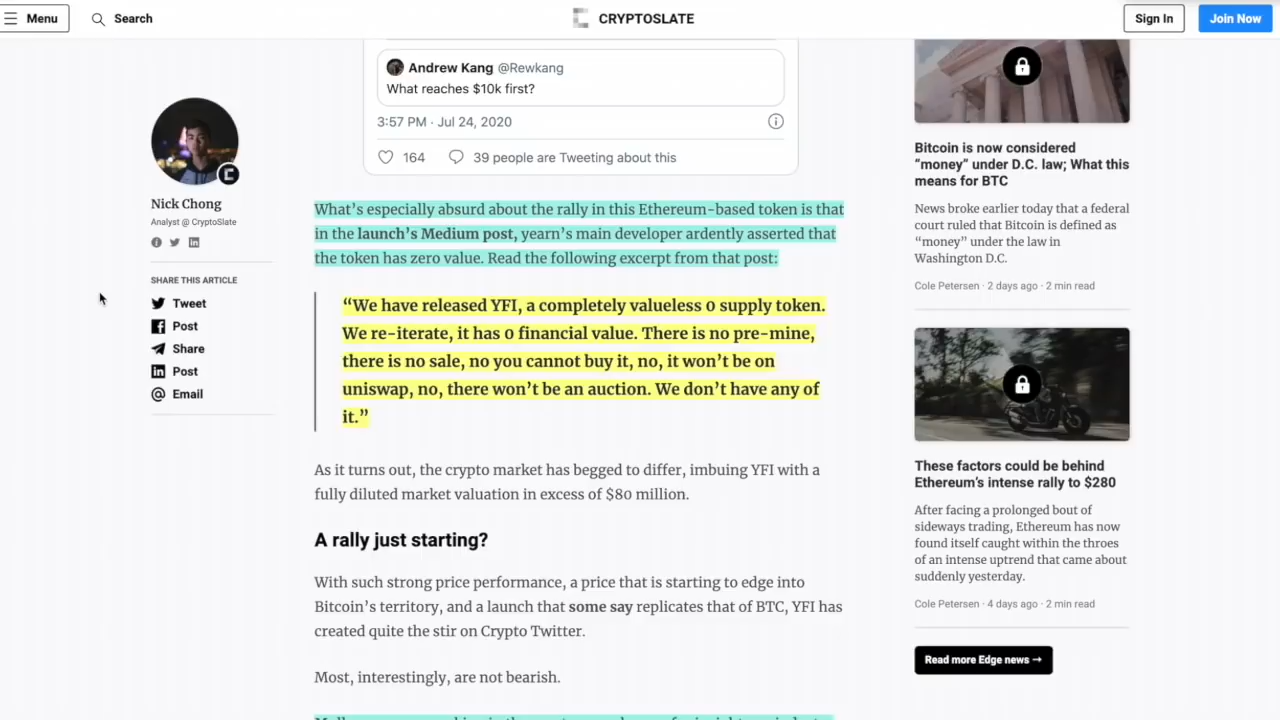 Menu
Search
CRYPTOSLATE
Sign In
Join Now
Andrew Kang @Rewkang
What reaches $10k first?
3:57 PM · Jul 24, 2020
164
39 people are Tweeting about this
Nick Chong
Analyst @ CryptoSlate
SHARE THIS ARTICLE
Tweet
Post
Share
Post
Email
What’s especially absurd about the rally in this Ethereum-based token is that
in the launch’s Medium post, yearn’s main developer ardently asserted that
the token has zero value. Read the following excerpt from that post:
“We have released YFI, a completely valueless 0 supply token.
We re-iterate, it has 0 financial value. There is no pre-mine,
there is no sale, no you cannot buy it, no, it won’t be on
uniswap, no, there won’t be an auction. We don’t have any of
it.”
As it turns out, the crypto market has begged to differ, imbuing YFI with a
fully diluted market valuation in excess of $80 million.
A rally just starting?
With such strong price performance, a price that is starting to edge into
Bitcoin’s territory, and a launch that some say replicates that of BTC, YFI has
created quite the stir on Crypto Twitter.
Most, interestingly, are not bearish.
Bitcoin is now considered
“money” under D.C. law; What this
means for BTC
News broke earlier today that a federal
court ruled that Bitcoin is defined as
“money” under the law in
Washington D.C.
Cole Petersen · 2 days ago · 2 min read
These factors could be behind
Ethereum’s intense rally to $280
After facing a prolonged bout of
sideways trading, Ethereum has now
found itself caught within the throes
of an intense uptrend that came about
suddenly yesterday.
Cole Petersen · 4 days ago · 2 min read
Read more Edge news →